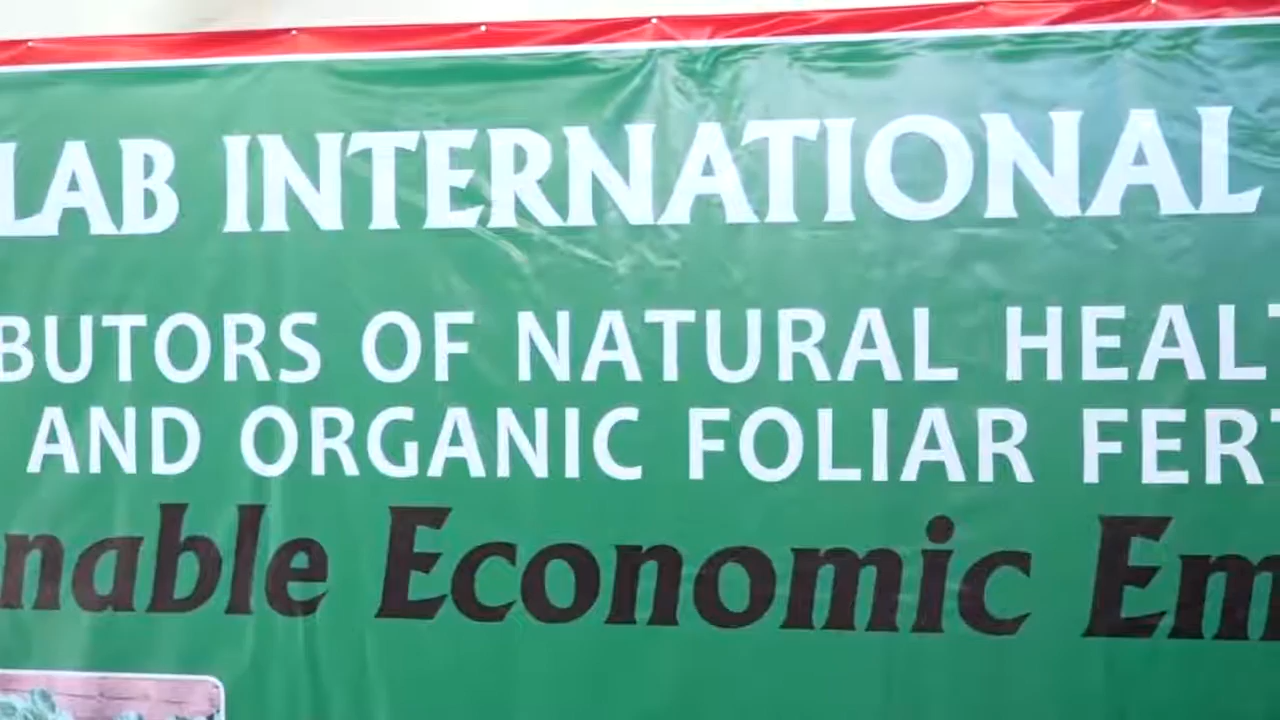 LAB INTERNATIONAL
BUTORS OF NATURAL HEALT
AND ORGANIC FOLIAR FERT
nable Economic Em